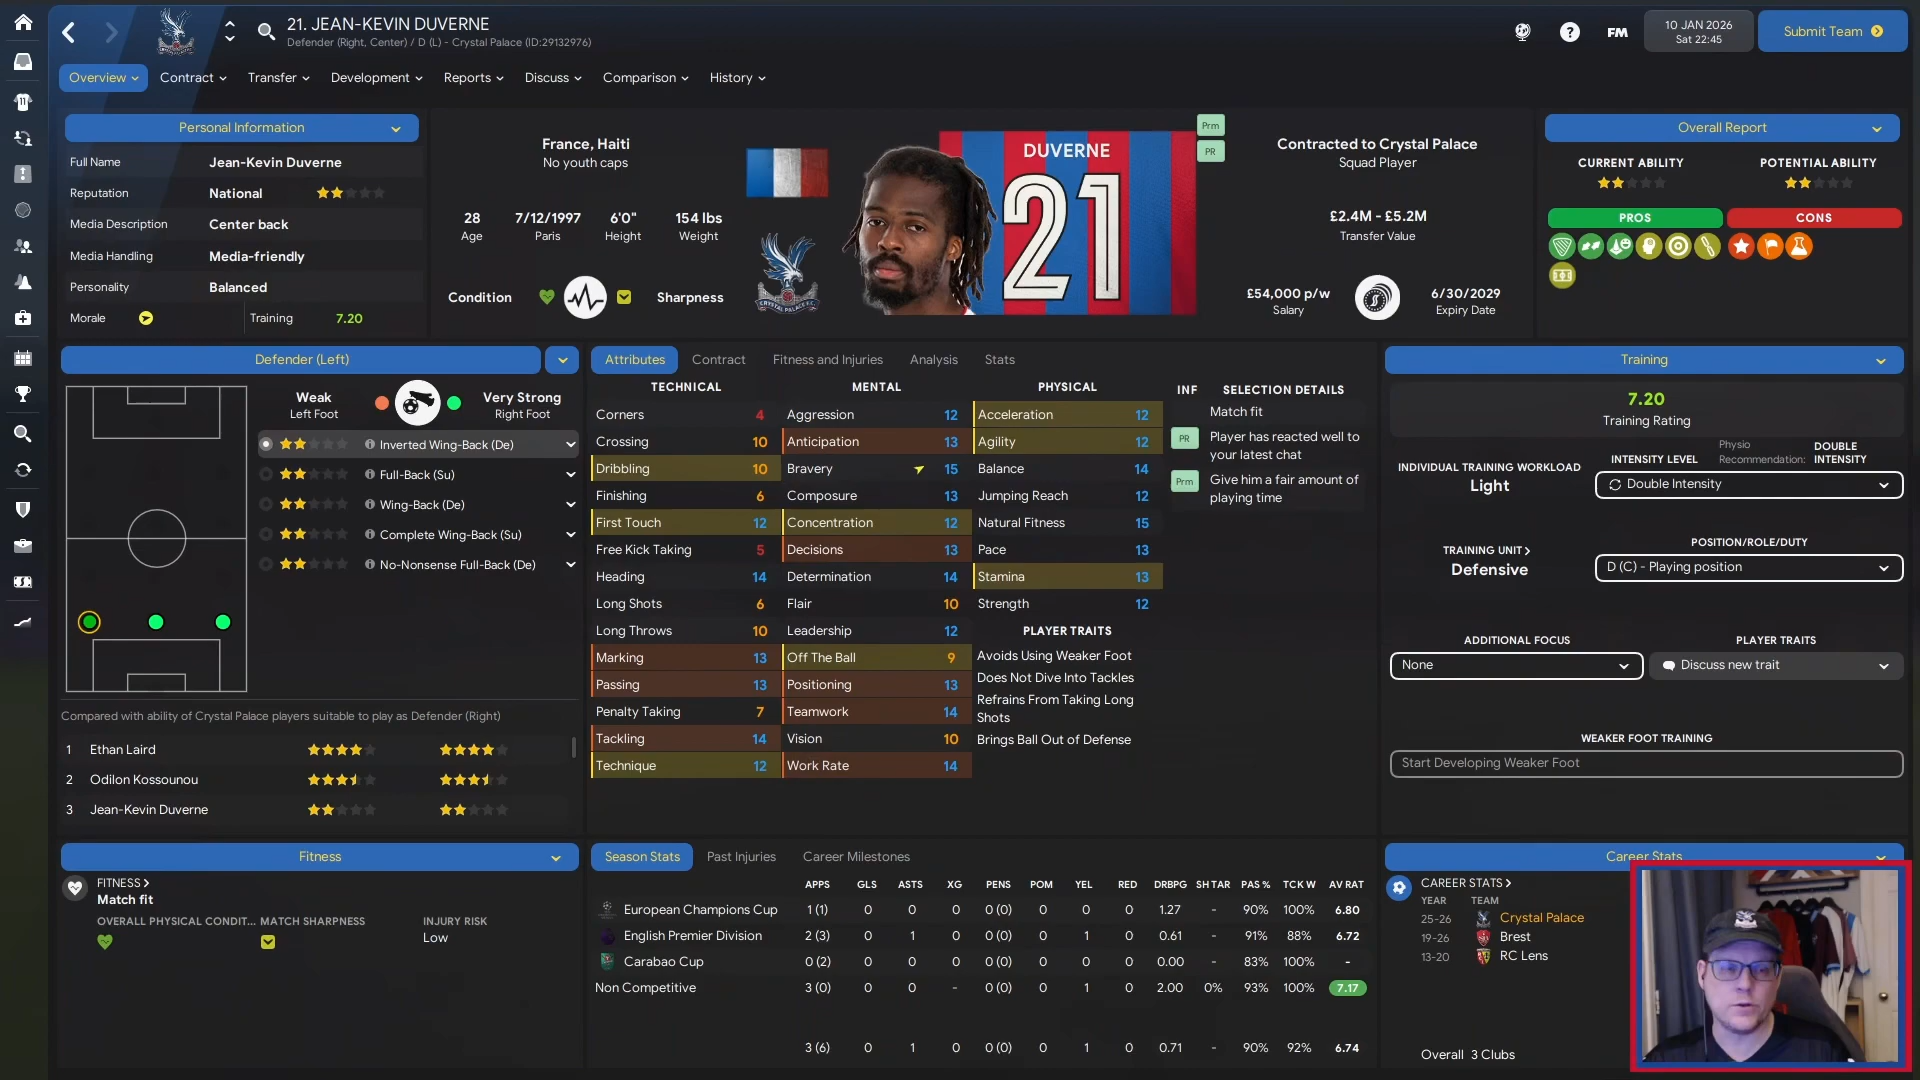 21. JEAN-KEVIN DUVERNE
Defender (Right, Center) / D (L) - Crystal Palace (ID:29132976)
FM
10 JAN 2026
Sat 22:45
Submit Team
Overview
Contract
Transfer
Development
Reports
Discuss
Comparison
History
Personal Information
Full Name Jean-Kevin Duverne
Reputation National
Media Description Center back
Media Handling Media-friendly
Personality Balanced
Morale Training 7.20
France, Haiti
No youth caps
28 7/12/1997 6'0" 154 lbs
Age Paris Height Weight
Condition Sharpness
DUVERNE
21
Prm
PR
Contracted to Crystal Palace
Squad Player
£2.4M - £5.2M
Transfer Value
£54,000 p/w 6/30/2029
Salary Expiry Date
Overall Report
CURRENT ABILITY POTENTIAL ABILITY
PROS CONS
Defender (Left)
Weak Very Strong
Left Foot Right Foot
Inverted Wing-Back (De)
Full-Back (Su)
Wing-Back (De)
Complete Wing-Back (Su)
No-Nonsense Full-Back (De)
Compared with ability of Crystal Palace players suitable to play as Defender (Right)
1 Ethan Laird
2 Odilon Kossounou
3 Jean-Kevin Duverne
Attributes Contract Fitness and Injuries Analysis Stats
TECHNICAL MENTAL PHYSICAL
Corners 4 Aggression 12 Acceleration 12
Crossing 10 Anticipation 13 Agility 12
Dribbling 10 Bravery 15 Balance 14
Finishing 6 Composure 13 Jumping Reach 12
First Touch 12 Concentration 12 Natural Fitness 15
Free Kick Taking 5 Decisions 13 Pace 13
Heading 14 Determination 14 Stamina 13
Long Shots 6 Flair 10 Strength 12
Long Throws 10 Leadership 12 PLAYER TRAITS
Marking 13 Off The Ball 9 Avoids Using Weaker Foot
Passing 13 Positioning 13 Does Not Dive Into Tackles
Penalty Taking 7 Teamwork 14 Refrains From Taking Long
Shots
Tackling 14 Vision 10 Brings Ball Out of Defense
Technique 12 Work Rate 14
INF SELECTION DETAILS
Match fit
PR Player has reacted well to
your latest chat
Prm Give him a fair amount of
playing time
Training
7.20
Training Rating
INDIVIDUAL TRAINING WORKLOAD
Light
INTENSITY LEVEL
Physio
Recommendation:
DOUBLE
INTENSITY
Double Intensity
TRAINING UNIT
Defensive
POSITION/ROLE/DUTY
D (C) - Playing position
ADDITIONAL FOCUS PLAYER TRAITS
None Discuss new trait
WEAKER FOOT TRAINING
Start Developing Weaker Foot
Fitness
FITNESS
Match fit
OVERALL PHYSICAL CONDIT... MATCH SHARPNESS INJURY RISK
Low
Season Stats Past Injuries Career Milestones
APPS GLS ASTS XG PENS POM YEL RED DRBPG SH TAR PAS % TCK W AV RAT
European Champions Cup 1 (1) 0 0 0 0 (0) 0 0 0 1.27 - 90% 100% 6.80
English Premier Division 2 (3) 0 1 0 0 (0) 0 1 0 0.61 - 91% 88% 6.72
Carabao Cup 0 (2) 0 0 0 0 (0) 0 0 0 0.00 - 83% 100% -
Non Competitive 3 (0) 0 0 - 0 (0) 0 1 0 2.00 0% 93% 100% 7.17
3 (6) 0 1 0 0 (0) 0 1 0 0.71 - 90% 92% 6.74
Career Stats
CAREER STATS
YEAR TEAM
25-26 Crystal Palace
19-26 Brest
13-20 RC Lens
Overall 3 Clubs